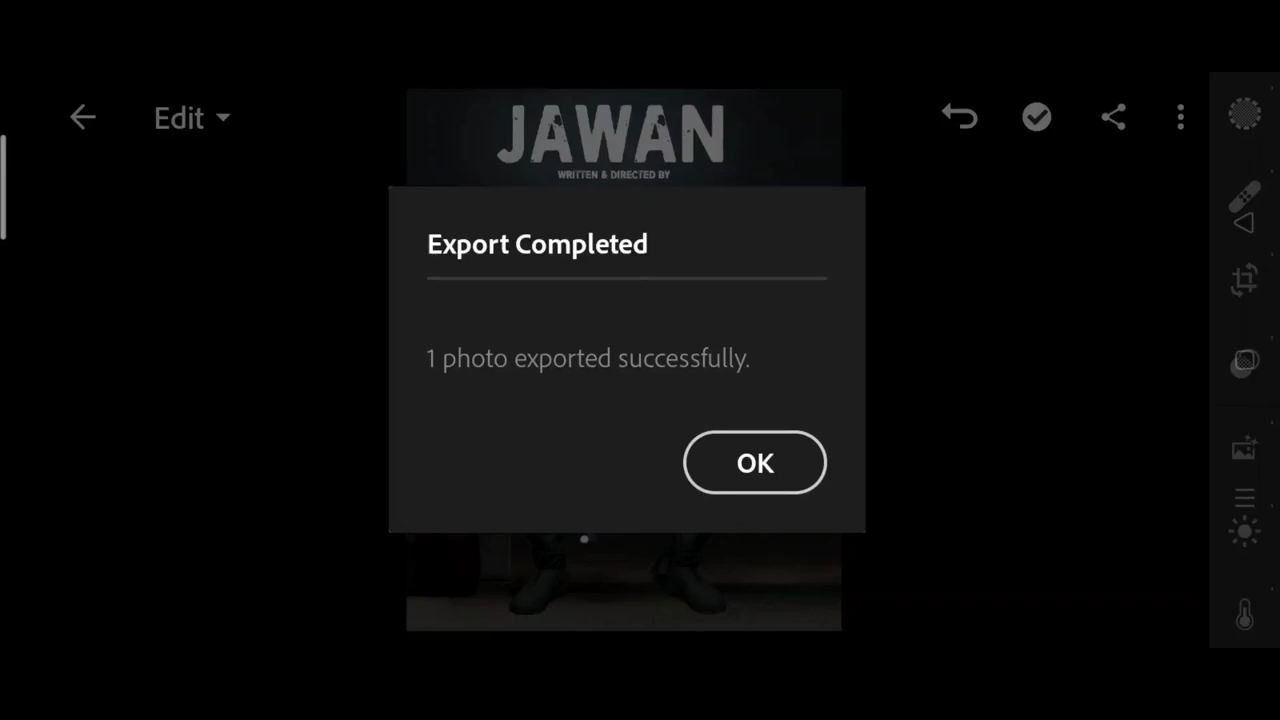 Edit
JAWAN
WRITTEN & DIRECTED BY
Export Completed
1 photo exported successfully.
OK